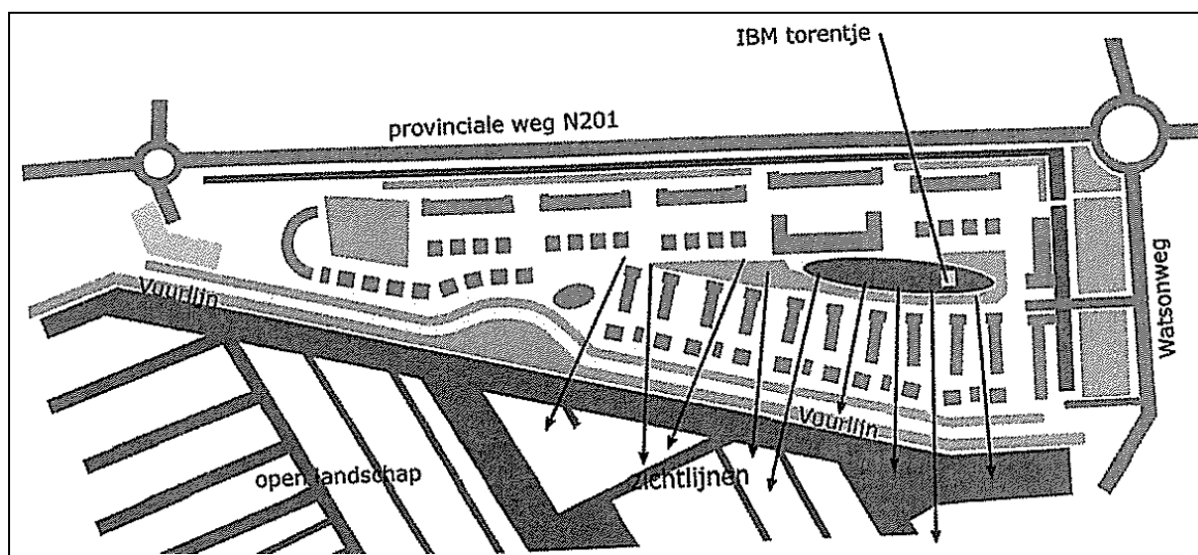 IBM torentje
provinciale weg N201
Vuurlijn
Watsonweg
Vuurlijn
open landschap
zichtlijnen